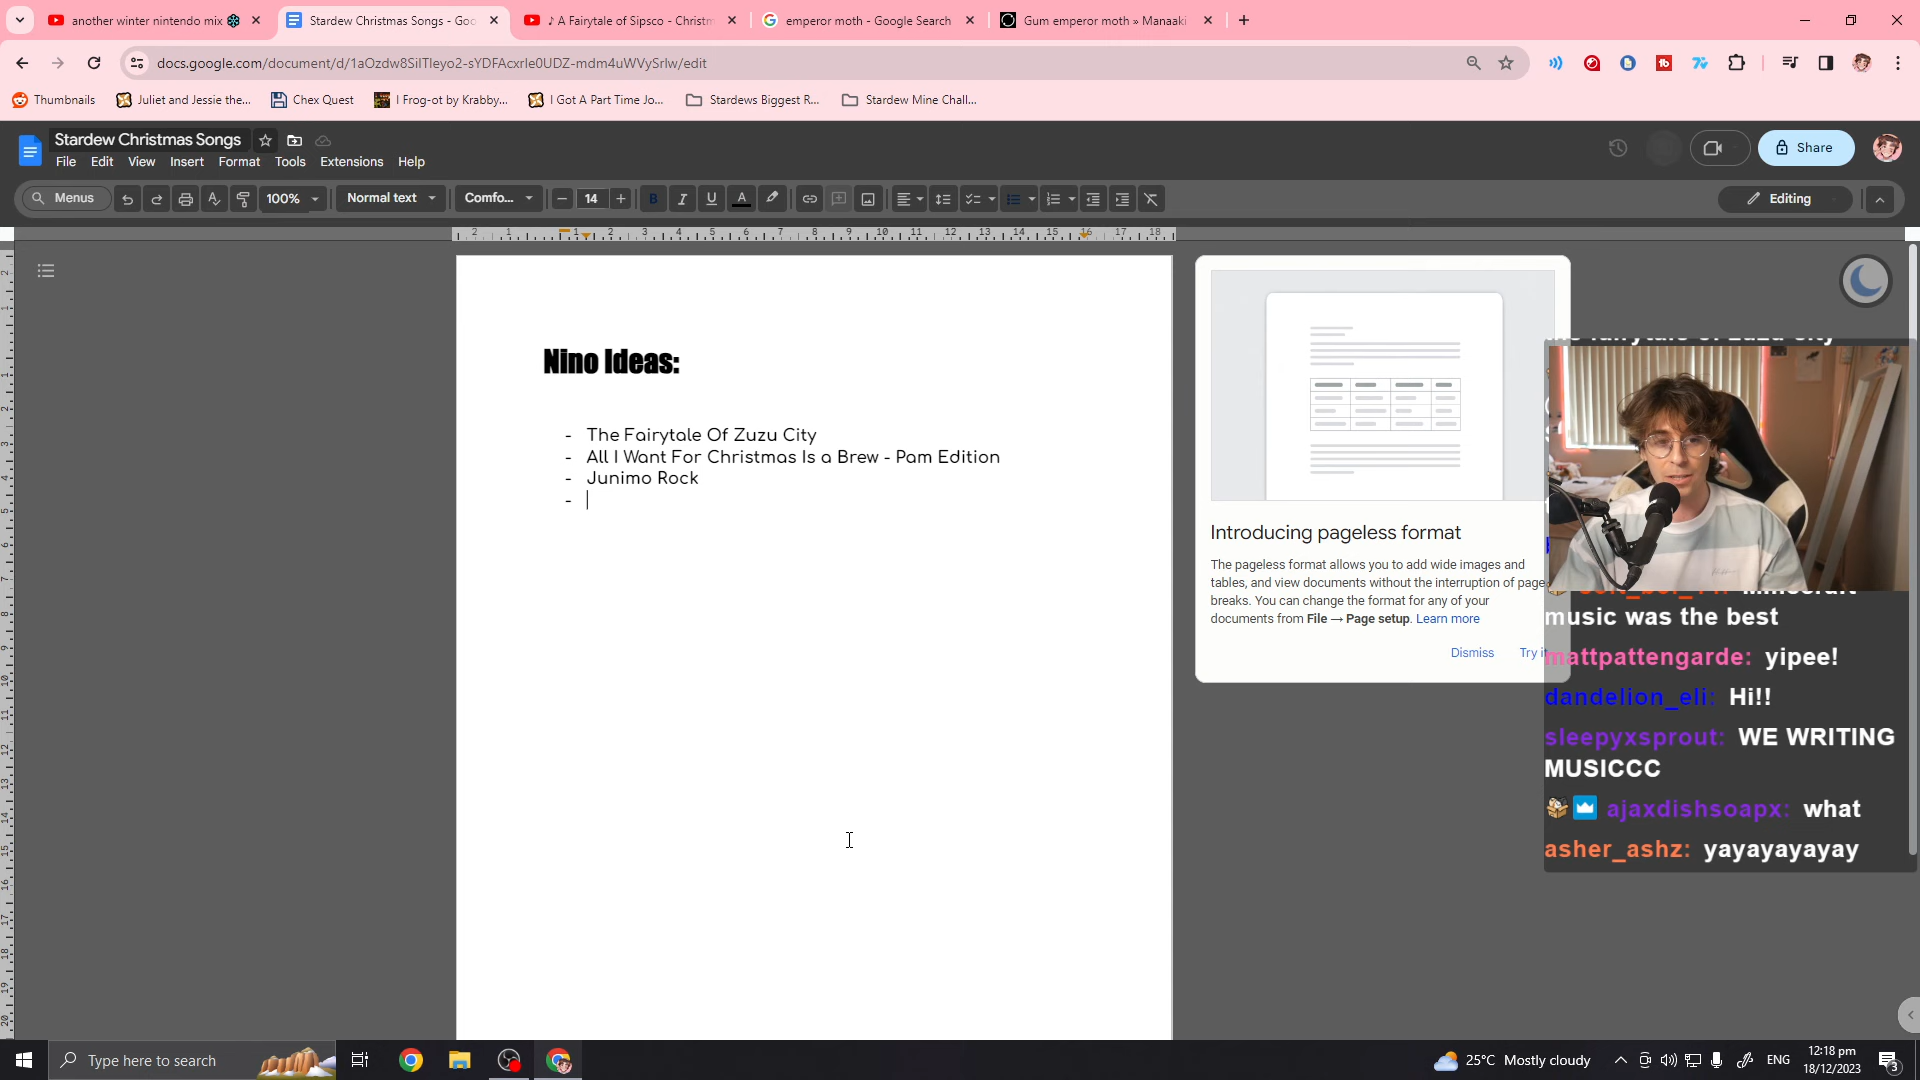 another winter nintendo mix
Stardew Christmas Songs - Goo
♪ A Fairytale of Sipsco - Christm
emperor moth - Google Search
Gum emperor moth » Manaaki
docs.google.com/document/d/1aOzdw8SilTleyo2-sYDFAcxrle0UDZ-mdm4uWVySrlw/edit
Thumbnails
Juliet and Jessie the...
Chex Quest
I Frog-ot by Krabby...
I Got A Part Time Jo...
Stardews Biggest R...
Stardew Mine Chall...
Stardew Christmas Songs
File Edit View Insert Format Tools Extensions Help
Share
Menus
100%
Normal text
Comfo...
14
Editing
Nino Ideas:
- The Fairytale Of Zuzu City
- All I Want For Christmas Is a Brew - Pam Edition
- Junimo Rock
-
Introducing pageless format
The pageless format allows you to add wide images and
tables, and view documents without the interruption of page
breaks. You can change the format for any of your
documents from File → Page setup. Learn more
Dismiss
Try it
music was the best
mattpattengarde: yipee!
dandelion_eli: Hi!!
sleepyxsprout: WE WRITING
MUSICCC
ajaxdishsoapx: what
asher_ashz: yayayayayay
Type here to search
25°C Mostly cloudy
ENG
12:18 pm
18/12/2023
3